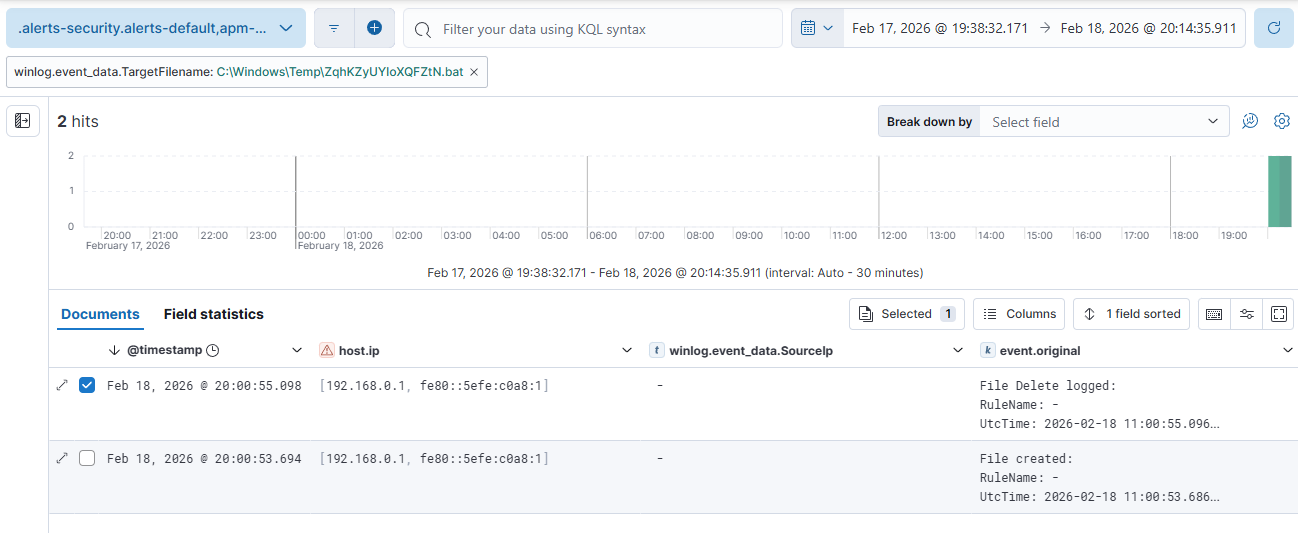 .alerts-security.alerts-default,apm-...
Filter your data using KQL syntax
Feb 17, 2026 @ 19:38:32.171 → Feb 18, 2026 @ 20:14:35.911
winlog.event_data.TargetFilename: C:\Windows\Temp\ZqhKZyUYIoXQFZtN.bat ×
2 hits
Break down by Select field
2
1
0
20:00 21:00 22:00 23:00 00:00 01:00 02:00 03:00 04:00 05:00 06:00 07:00 08:00 09:00 10:00 11:00 12:00 13:00 14:00 15:00 16:00 17:00 18:00 19:00
February 17, 2026 February 18, 2026
Feb 17, 2026 @ 19:38:32.171 - Feb 18, 2026 @ 20:14:35.911 (interval: Auto - 30 minutes)
Documents Field statistics Selected 1 Columns 1 field sorted
@timestamp host.ip t winlog.event_data.SourceIp k event.original
Feb 18, 2026 @ 20:00:55.098 [192.168.0.1, fe80::5efe:c0a8:1] - File Delete logged:
RuleName: -
UtcTime: 2026-02-18 11:00:55.096...
Feb 18, 2026 @ 20:00:53.694 [192.168.0.1, fe80::5efe:c0a8:1] - File created:
RuleName: -
UtcTime: 2026-02-18 11:00:53.686...